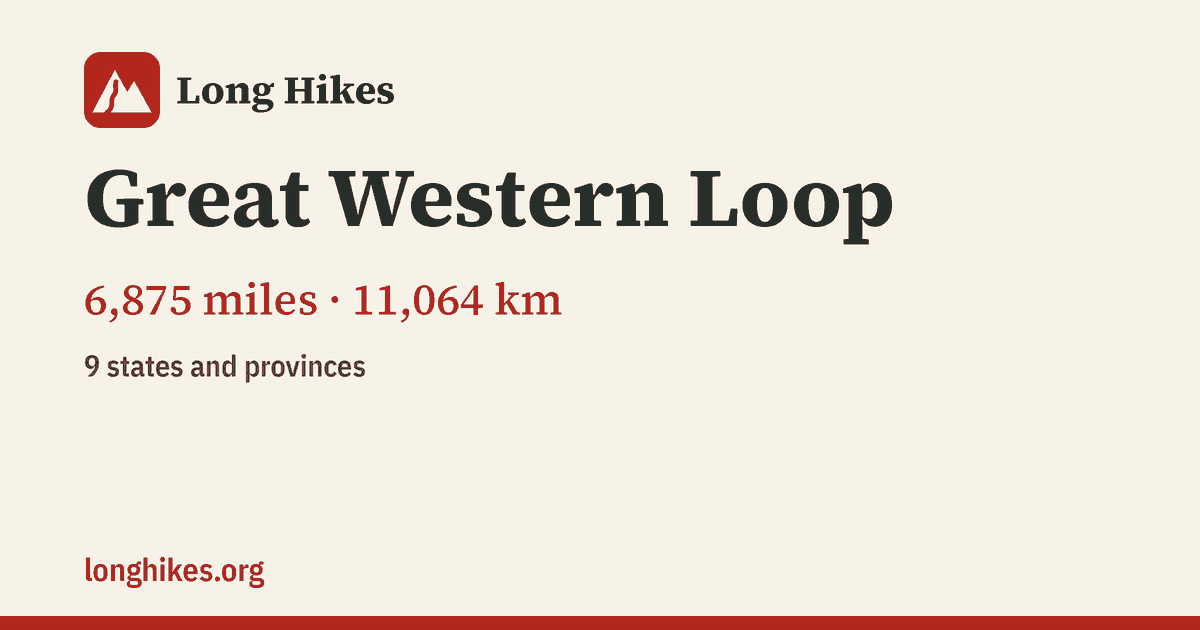 Long Hikes
Great Western Loop
6,875 miles · 11,064 km
9 states and provinces
longhikes.org